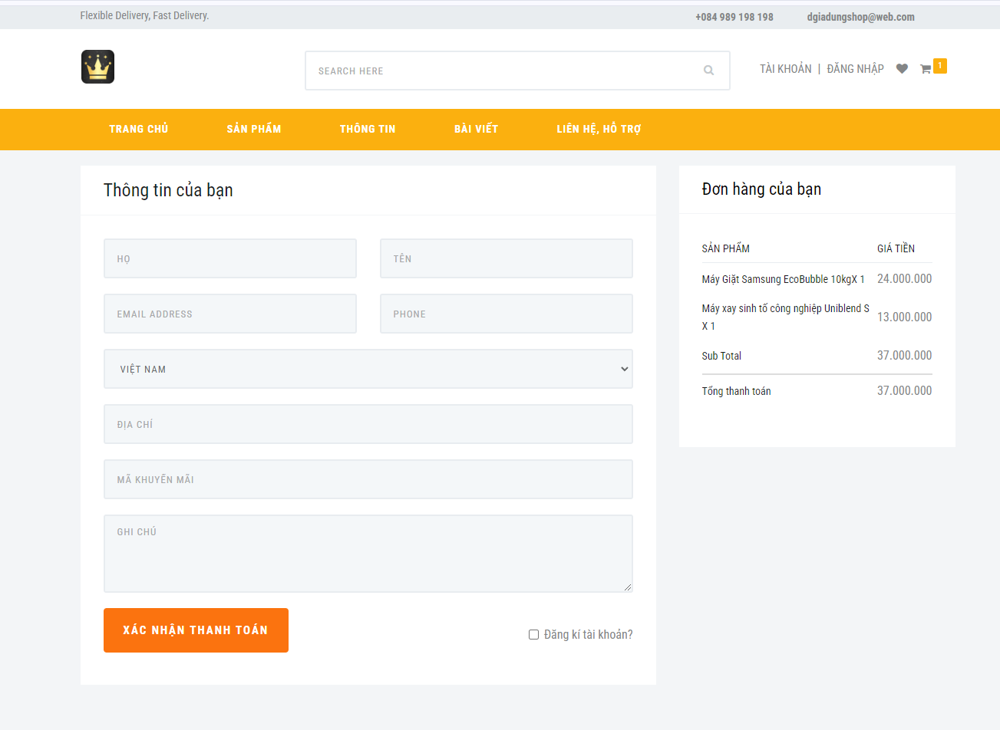 Flexible Delivery, Fast Delivery.
+084 989 198 198
dgiadungshop@web.com
SEARCH HERE
TÀI KHOẢN | ĐĂNG NHẬP
1
TRANG CHỦ
SẢN PHẨM
THÔNG TIN
BÀI VIẾT
LIÊN HỆ, HỖ TRỢ
Thông tin của bạn
HỌ
TÊN
EMAIL ADDRESS
PHONE
VIỆT NAM
ĐỊA CHỈ
MÃ KHUYẾN MÃI
GHI CHÚ
XÁC NHẬN THANH TOÁN
Đăng kí tài khoản?
Đơn hàng của bạn
SẢN PHẨM GIÁ TIỀN
Máy Giặt Samsung EcoBubble 10kgX 1 24.000.000
Máy xay sinh tố công nghiệp Uniblend S
X 1 13.000.000
Sub Total 37.000.000
Tổng thanh toán 37.000.000